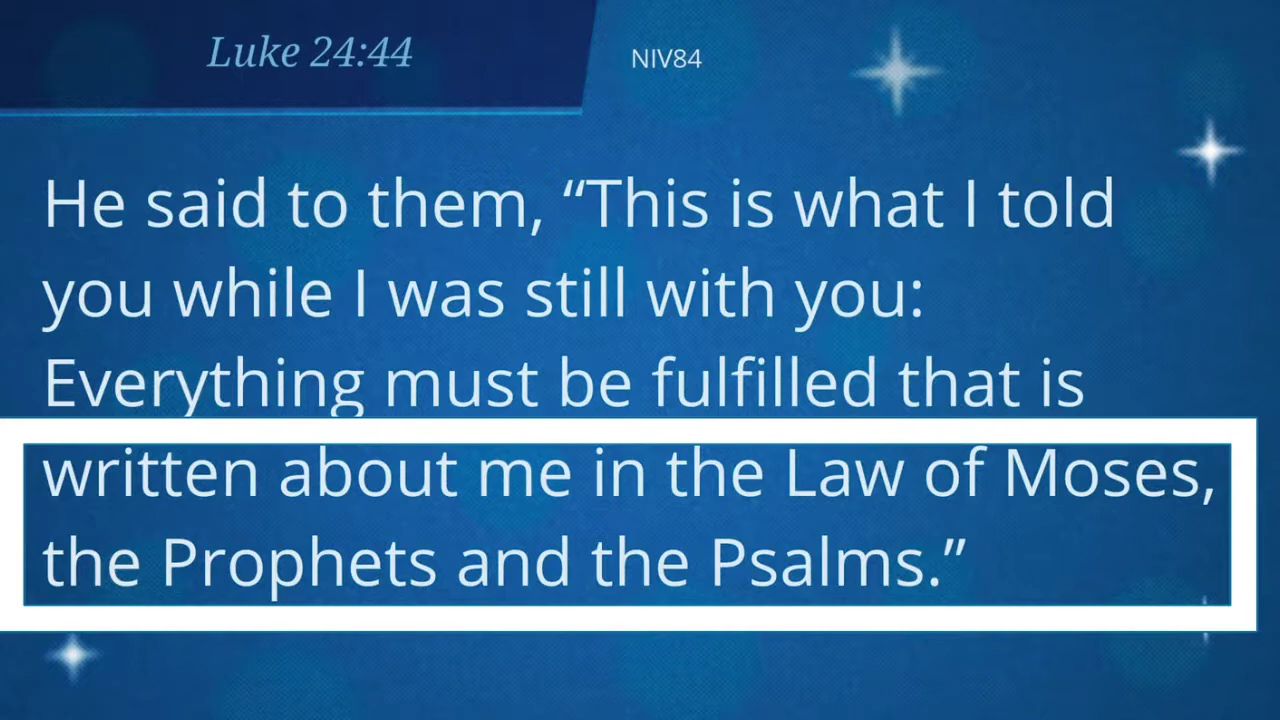 Luke 24:44
NIV84
He said to them, “This is what I told
you while I was still with you:
Everything must be fulfilled that is
written about me in the Law of Moses,
the Prophets and the Psalms.”